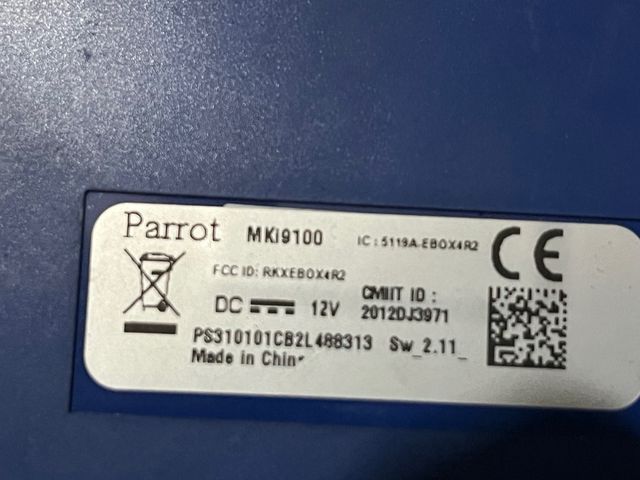 Parrot MKi9100 IC : 5119A-EBOX4R2
FCC ID: RKXEBOX4R2
DC 12V
CMIIT ID :
2012DJ3971
PS310101CB2L488313 Sw_2.11_
Made in Chin